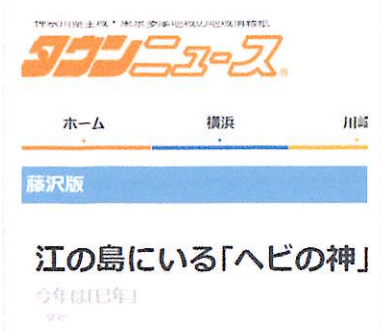 神奈川県全域・東京多摩地域の地域情報紙
タウンニュース
ホーム 横浜 川崎
藤沢版
江の島にいる「ヘビの神」
今年は「巳年」